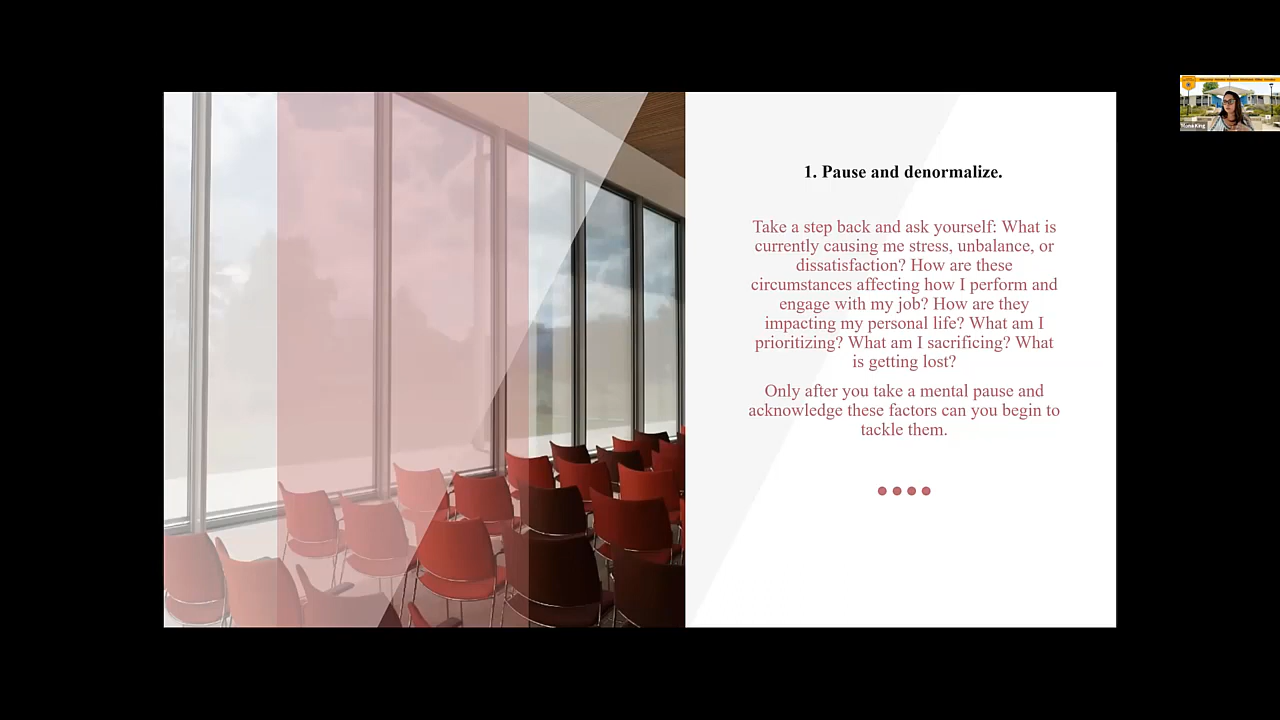 1. Pause and denormalize.
Take a step back and ask yourself: What is
currently causing me stress, unbalance, or
dissatisfaction? How are these
circumstances affecting how I perform and
engage with my job? How are they
impacting my personal life? What am I
prioritizing? What am I sacrificing? What
is getting lost?
Only after you take a mental pause and
acknowledge these factors can you begin to
tackle them.
King